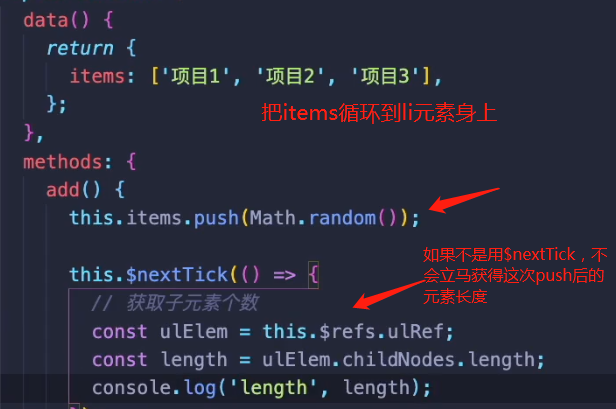 data() {
return {
items: ['项目1', '项目2', '项目3'],
};
把items循环到li元素身上
},
methods: {
add() {
this.items.push(Math.random());
如果不是用$nextTick，不
会立马获得这次push后的
元素长度
this.$nextTick(() => {
// 获取子元素个数
const ulElem = this.$refs.ulRef;
const length = ulElem.childNodes.length;
console.log('length', length);